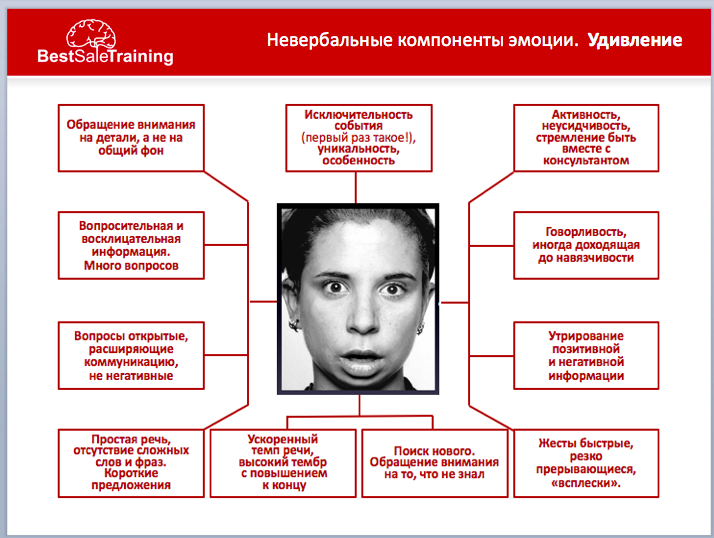 BestSaleTraining
Невербальные компоненты эмоции. Удивление
Обращение внимания
на детали, а не на
общий фон
Исключительность
события
(первый раз такое!),
уникальность,
особенность
Активность,
неусидчивость,
стремление быть
вместе с
консультантом
Вопросительная и
восклицательная
информация.
Много вопросов
Говорливость,
иногда доходящая
до навязчивости
Вопросы открытые,
расширяющие
коммуникацию,
не негативные
Утрирование
позитивной
и негативной
информации
Простая речь,
отсутствие сложных
слов и фраз.
Короткие
предложения
Ускоренный
темп речи,
высокий тембр
с повышением
к концу
Поиск нового.
Обращение внимания
на то, что не знал
Жесты быстрые,
резко
прерывающиеся,
«всплески».